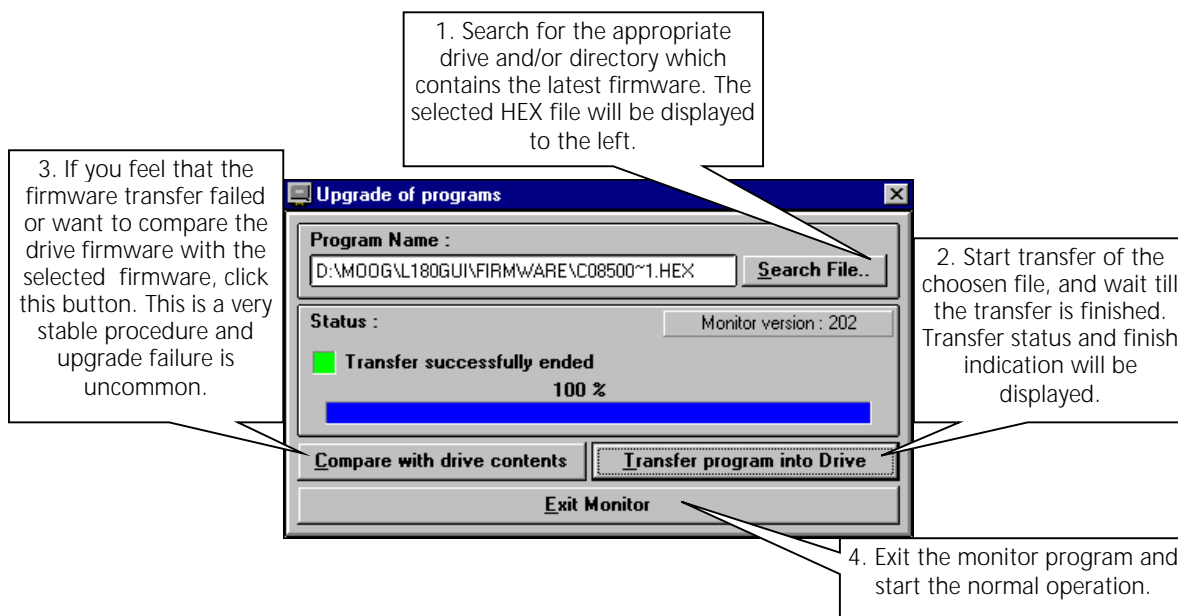 1. Search for the appropriate
drive and/or directory which
contains the latest firmware. The
selected HEX file will be displayed
to the left.
3. If you feel that the
firmware transfer failed
or want to compare the
drive firmware with the
selected firmware, click
this button. This is a very
stable procedure and
upgrade failure is
uncommon.
Upgrade of programs
Program Name :
D:\MOOG\L180GUI\FIRMWARE\C08500~1.HEX
Search File..
Status :
Monitor version : 202
Transfer successfully ended
100 %
Compare with drive contents
Transfer program into Drive
Exit Monitor
2. Start transfer of the
choosen file, and wait till
the transfer is finished.
Transfer status and finish
indication will be
displayed.
4. Exit the monitor program and
start the normal operation.